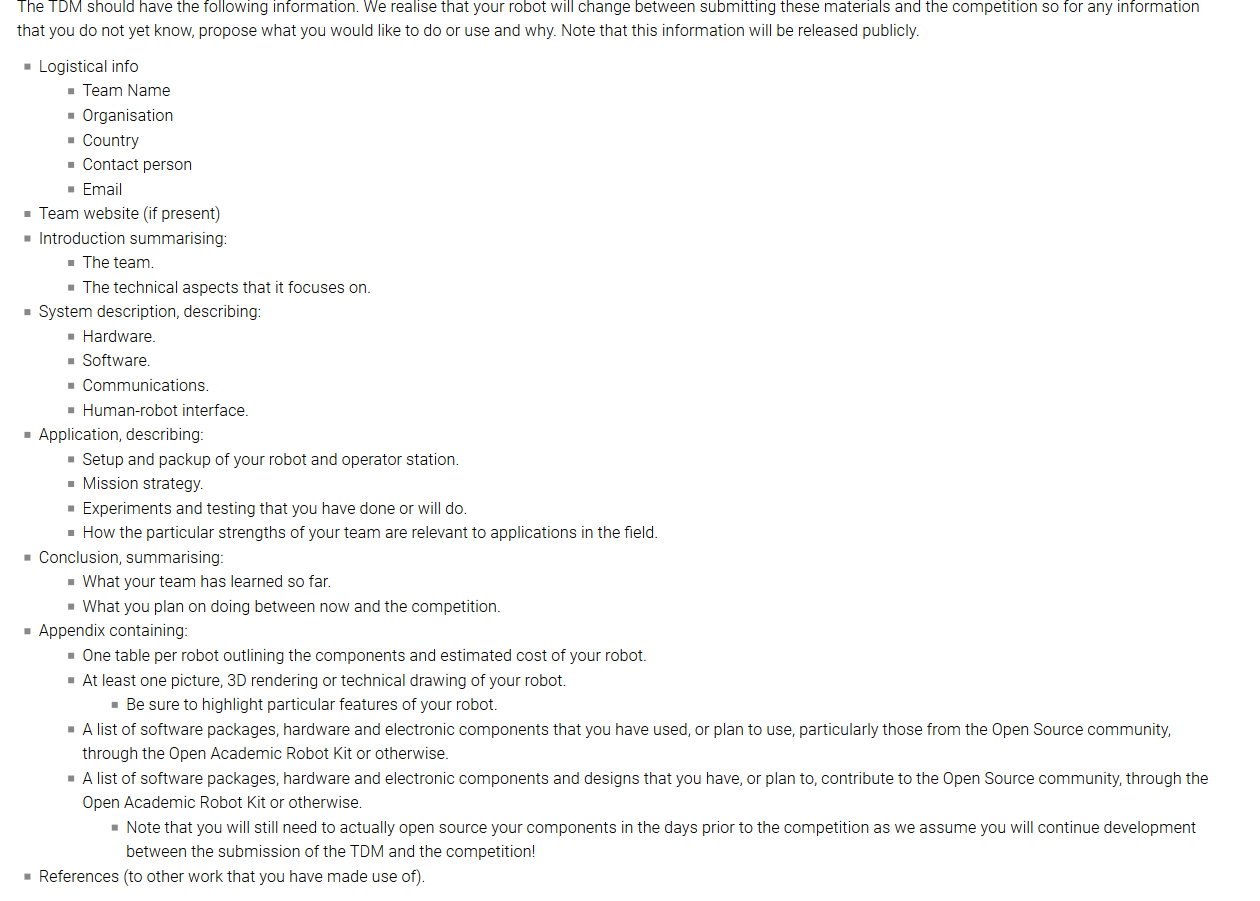 The TDM should have the following information. We realise that your robot will change between submitting these materials and the competition so for any information
that you do not yet know, propose what you would like to do or use and why. Note that this information will be released publicly.
Logistical info
Team Name
Organisation
Country
Contact person
Email
Team website (if present)
Introduction summarising:
The team.
The technical aspects that it focuses on.
System description, describing:
Hardware.
Software.
Communications.
Human-robot interface.
Application, describing:
Setup and packup of your robot and operator station.
Mission strategy.
Experiments and testing that you have done or will do.
How the particular strengths of your team are relevant to applications in the field.
Conclusion, summarising:
What your team has learned so far.
What you plan on doing between now and the competition.
Appendix containing:
One table per robot outlining the components and estimated cost of your robot.
At least one picture, 3D rendering or technical drawing of your robot.
Be sure to highlight particular features of your robot.
A list of software packages, hardware and electronic components that you have used, or plan to use, particularly those from the Open Source community,
through the Open Academic Robot Kit or otherwise.
A list of software packages, hardware and electronic components and designs that you have, or plan to, contribute to the Open Source community, through the
Open Academic Robot Kit or otherwise.
Note that you will still need to actually open source your components in the days prior to the competition as we assume you will continue development
between the submission of the TDM and the competition!
References (to other work that you have made use of).